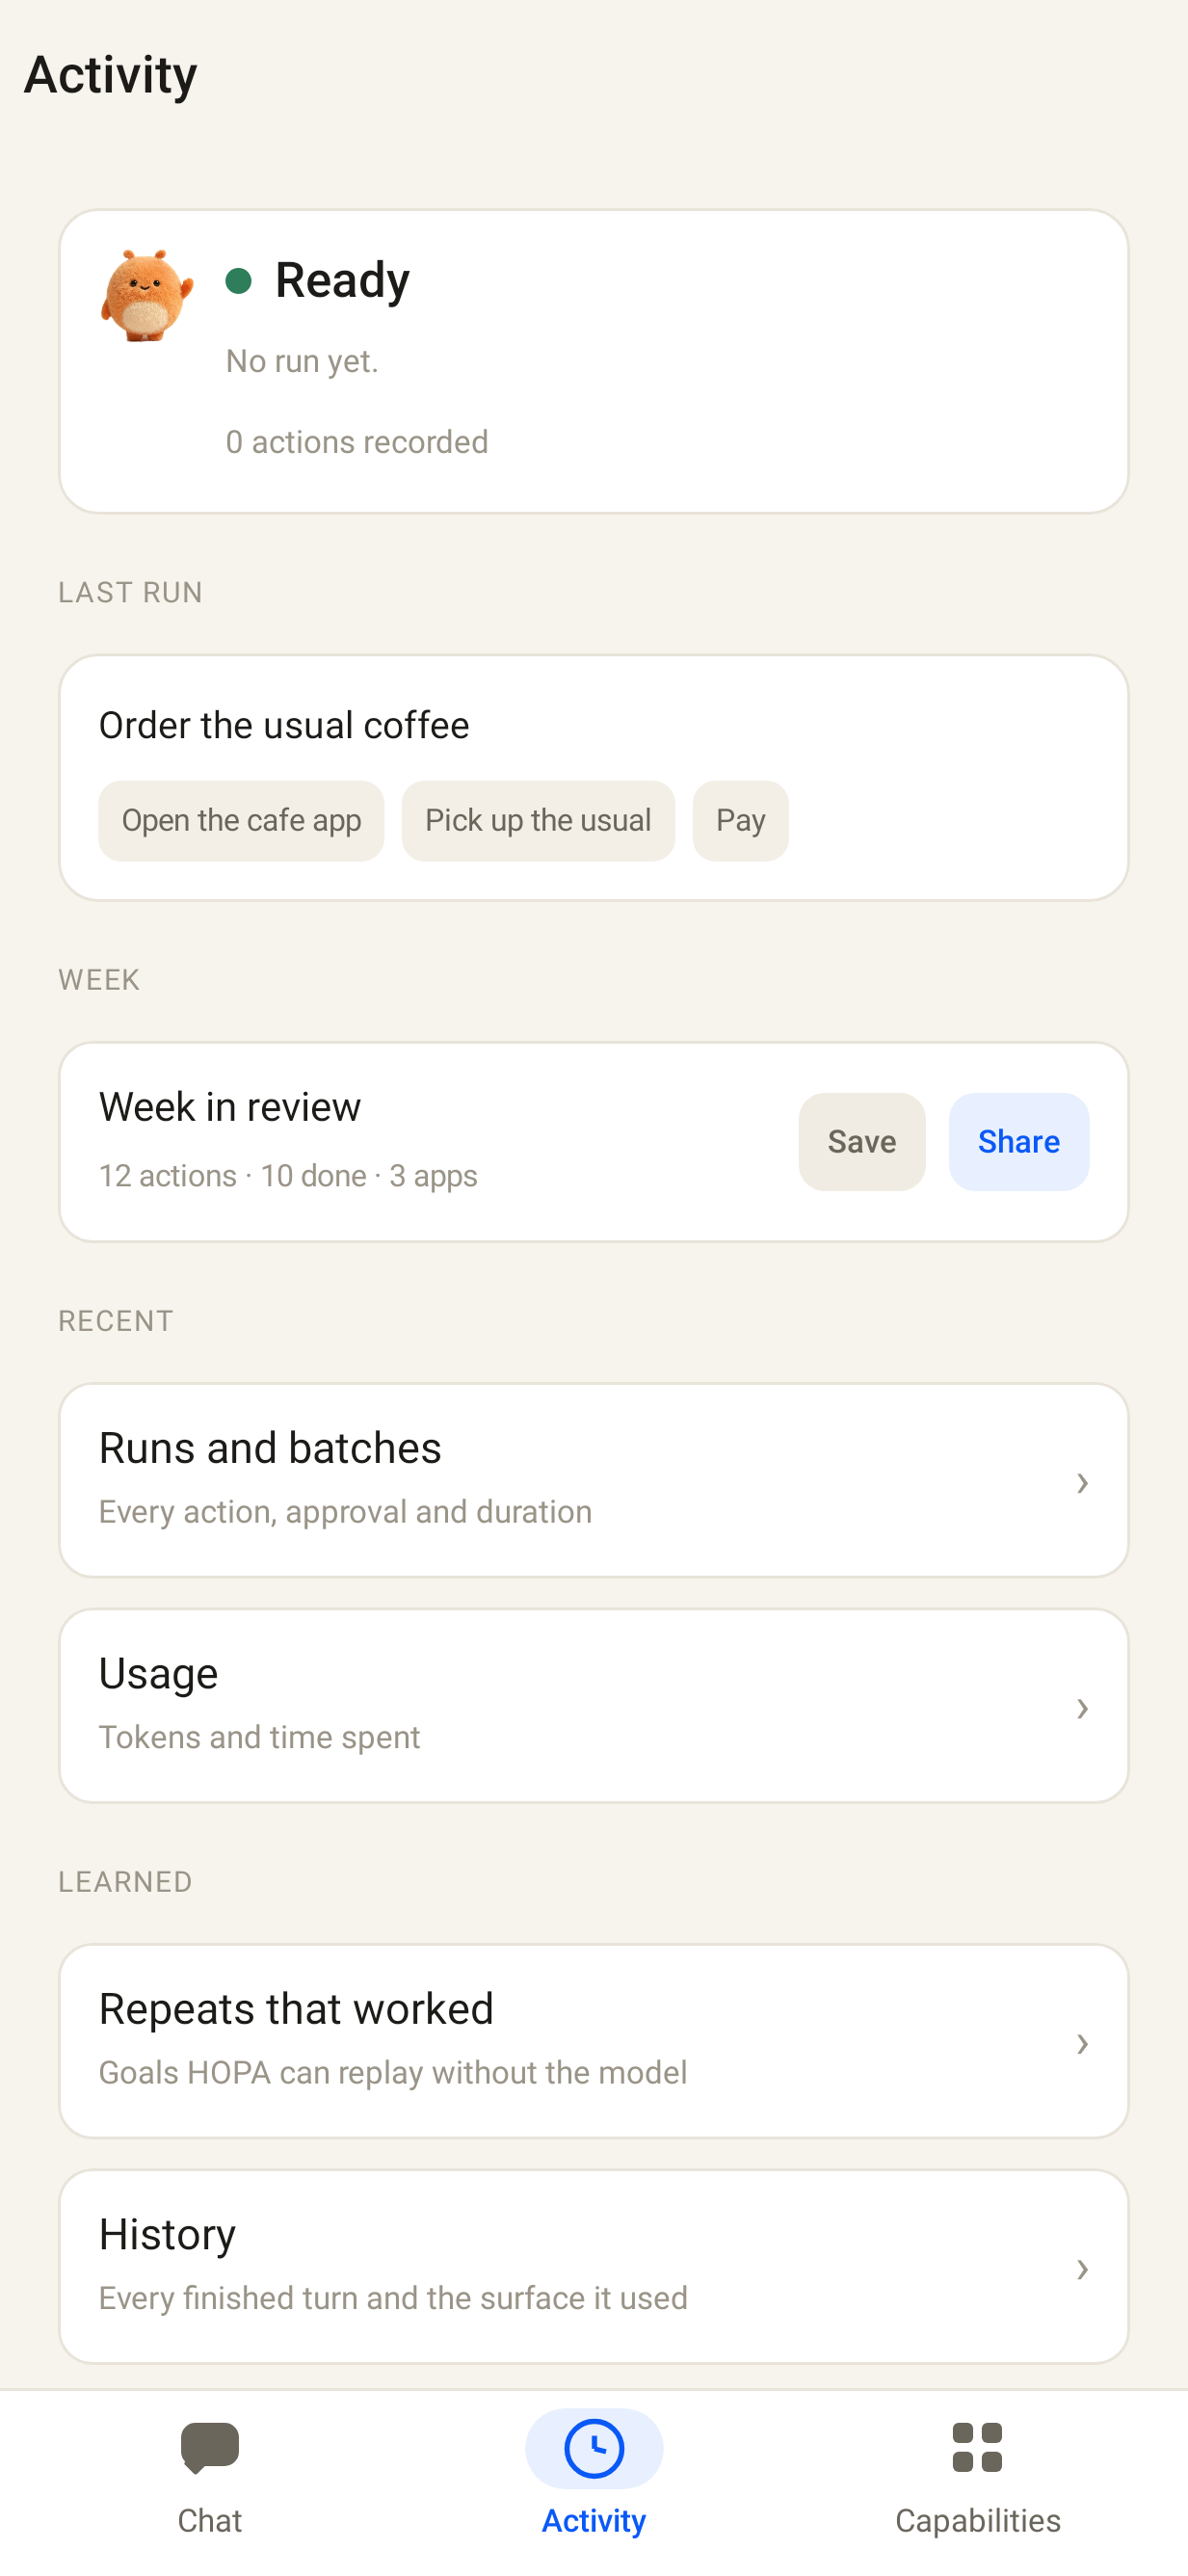 Activity
Ready
No run yet.
0 actions recorded
LAST RUN
Order the usual coffee
Open the cafe app
Pick up the usual
Pay
WEEK
Week in review
12 actions · 10 done · 3 apps
Save
Share
RECENT
Runs and batches
Every action, approval and duration
Usage
Tokens and time spent
LEARNED
Repeats that worked
Goals HOPA can replay without the model
History
Every finished turn and the surface it used
Chat
Activity
Capabilities